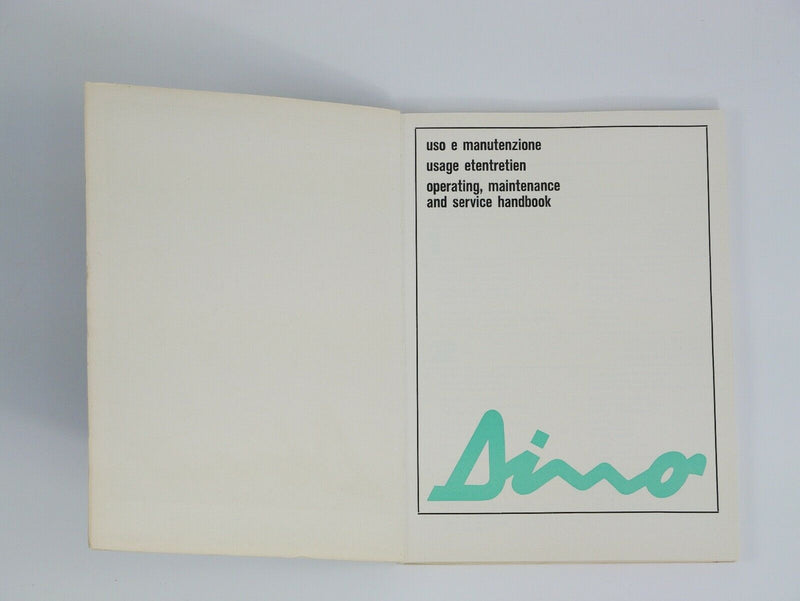 uso e manutenzione
usage etentretien
operating, maintenance
and service handbook
Dino